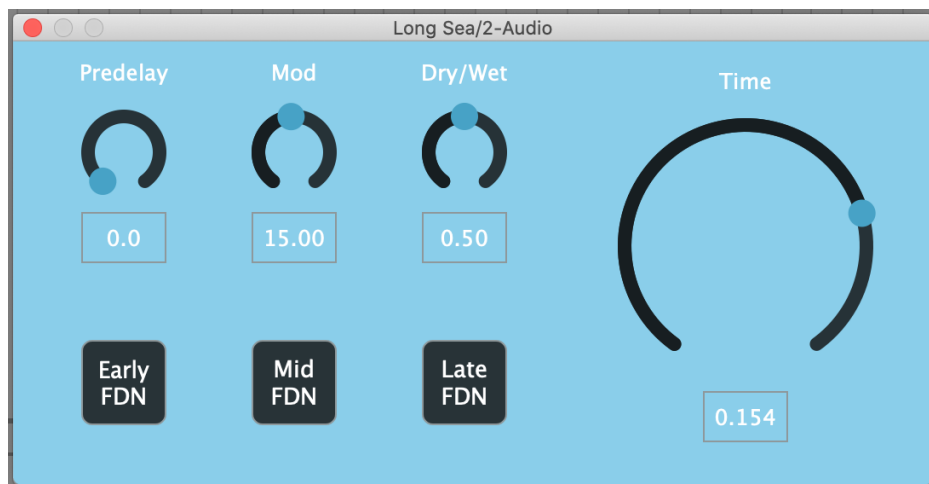 Long Sea/2-Audio
Predelay
Mod
Dry/Wet
Time
0.0
15.00
0.50
Early
FDN
Mid
FDN
Late
FDN
0.154